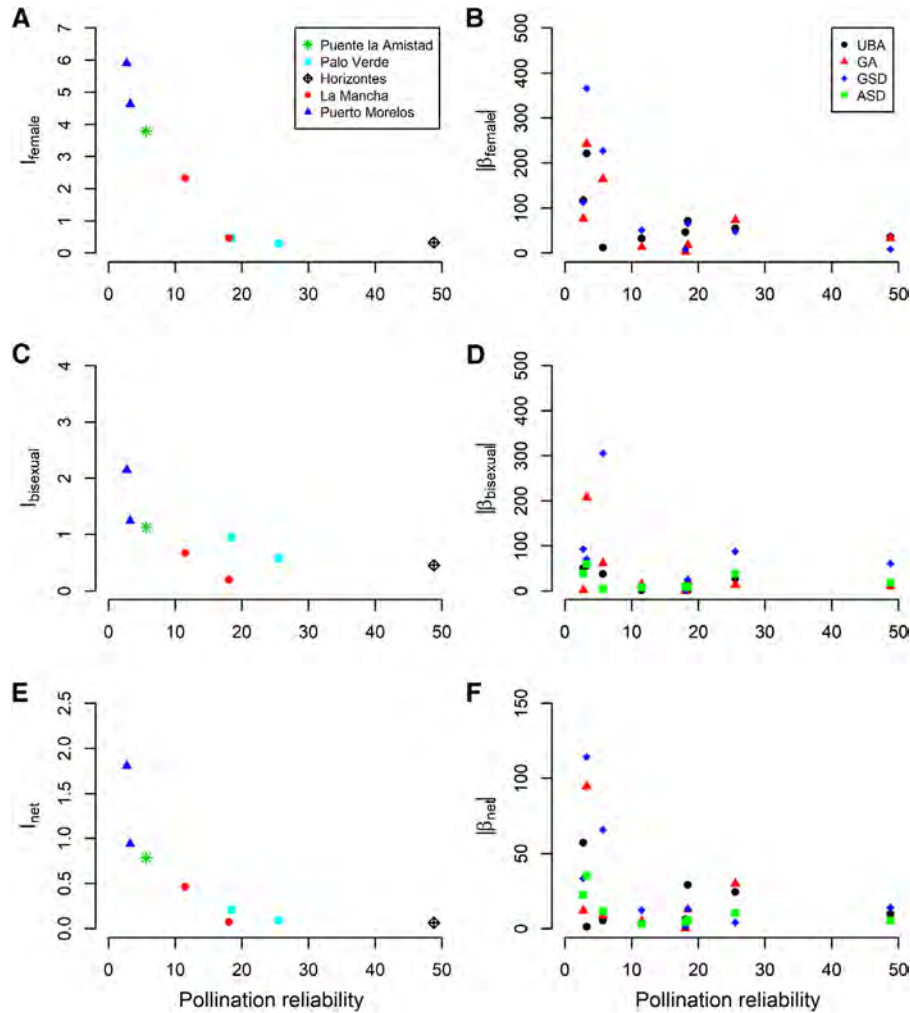 A
I_female
7
6
5
4
3
2
1
0
0 10 20 30 40 50
Pollination reliability
Puente la Amistad
Palo Verde
Horizontes
La Mancha
Puerto Morelos
B
|β_female|
500
400
300
200
100
0
0 10 20 30 40 50
Pollination reliability
UBA
GA
GSD
ASD
C
I_bisexual
4
3
2
1
0
0 10 20 30 40 50
D
|β_bisexual|
500
400
300
200
100
0
0 10 20 30 40 50
E
I_net
2.5
2.0
1.5
1.0
0.5
0.0
0 10 20 30 40 50
Pollination reliability
F
|β_net|
150
100
50
0
0 10 20 30 40 50
Pollination reliability